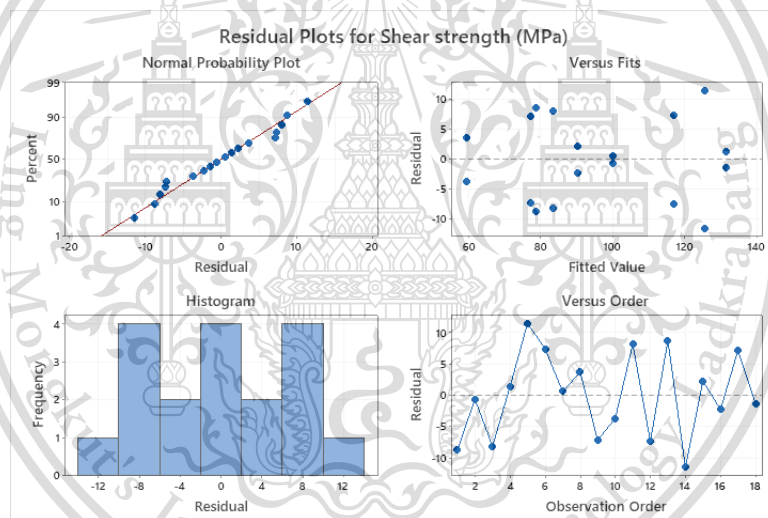 Residual Plots for Shear strength (MPa)
Normal Probability Plot
Versus Fits
99
90
50
10
1
Percent
-20 -10 0 10 20
Residual
10
5
0
-5
-10
Residual
60 80 100 120 140
Fitted Value
Histogram
Versus Order
4
3
2
1
0
Frequency
-12 -8 -4 0 4 8 12
Residual
10
5
0
-5
-10
Residual
2 4 6 8 10 12 14 16 18
Observation Order